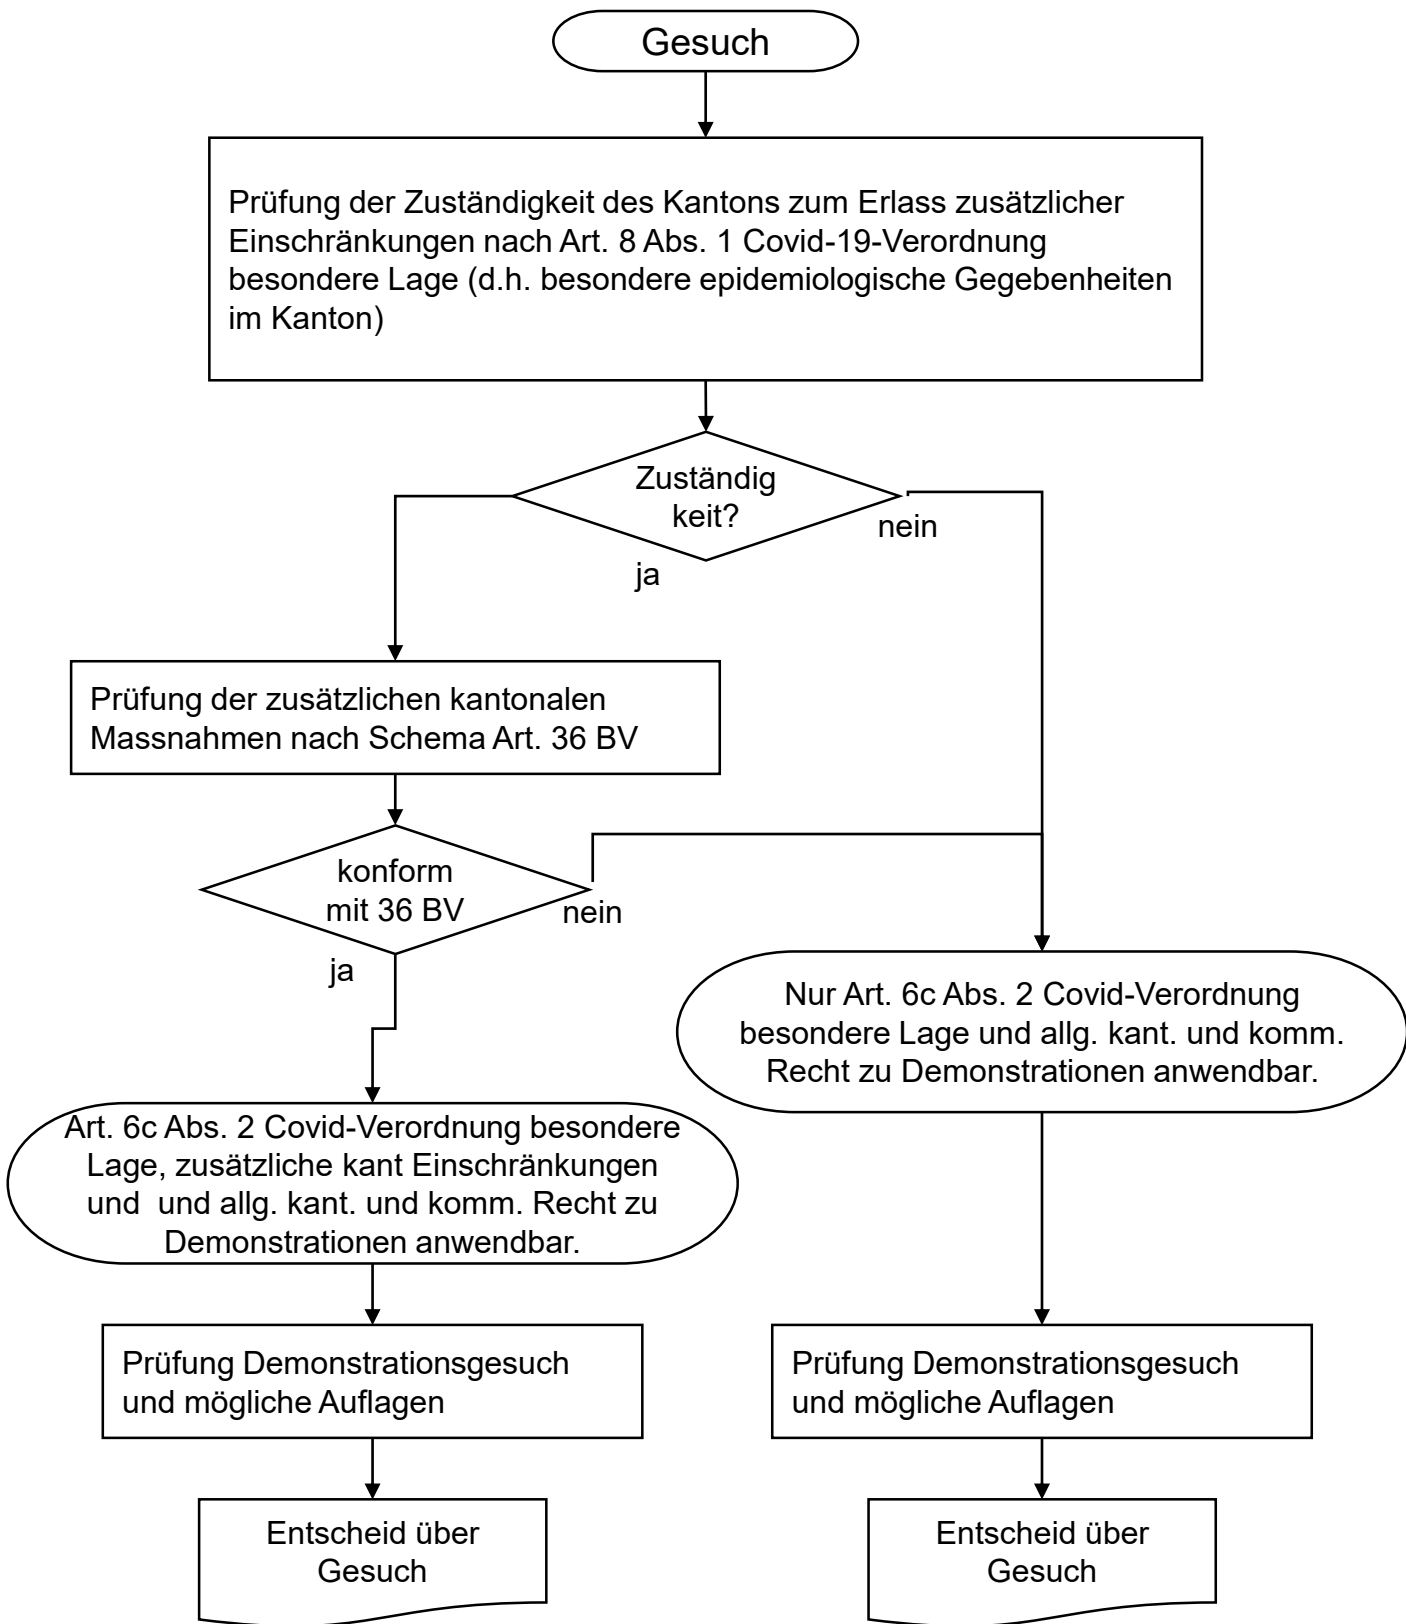 Gesuch
Prüfung der Zuständigkeit des Kantons zum Erlass zusätzlicher
Einschränkungen nach Art. 8 Abs. 1 Covid-19-Verordnung
besondere Lage (d.h. besondere epidemiologische Gegebenheiten
im Kanton)
Zuständig
keit?
nein
ja
Prüfung der zusätzlichen kantonalen
Massnahmen nach Schema Art. 36 BV
konform
mit 36 BV
nein
ja
Nur Art. 6c Abs. 2 Covid-Verordnung
besondere Lage und allg. kant. und komm.
Recht zu Demonstrationen anwendbar.
Art. 6c Abs. 2 Covid-Verordnung besondere
Lage, zusätzliche kant Einschränkungen
und  und allg. kant. und komm. Recht zu
Demonstrationen anwendbar.
Prüfung Demonstrationsgesuch
und mögliche Auflagen
Prüfung Demonstrationsgesuch
und mögliche Auflagen
Entscheid über
Gesuch
Entscheid über
Gesuch